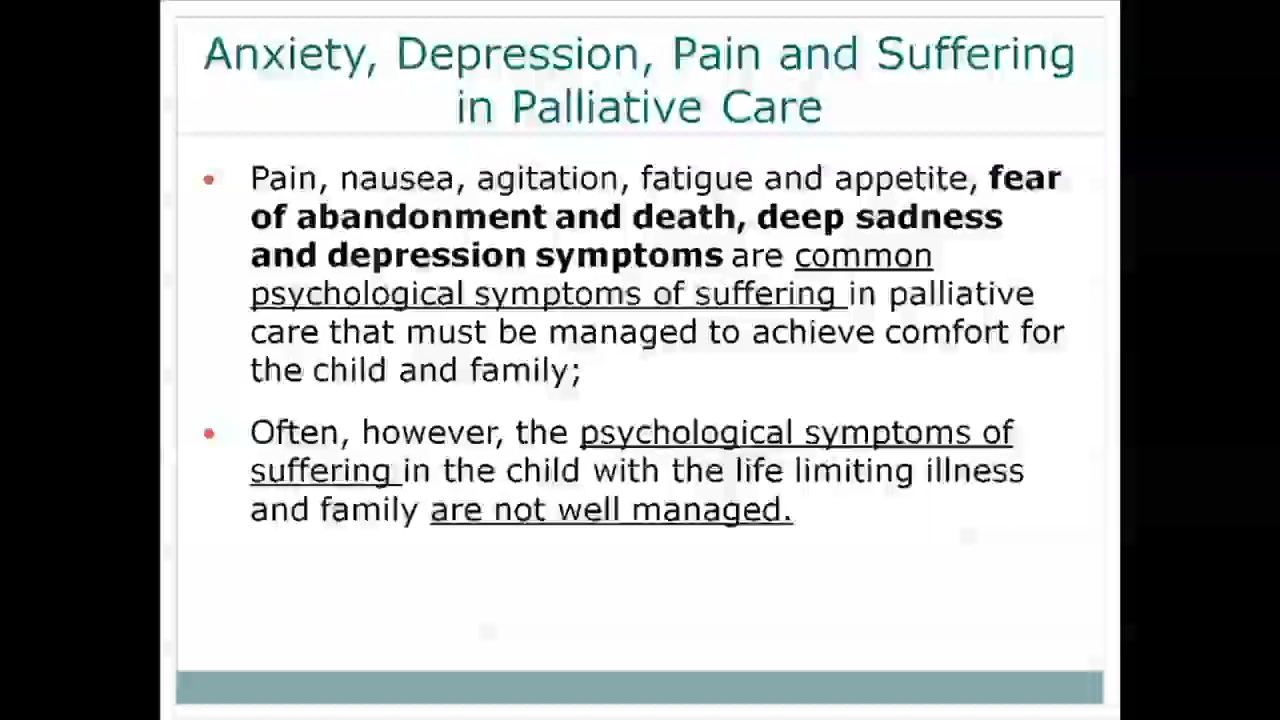 Anxiety, Depression, Pain and Suffering
in Palliative Care
• Pain, nausea, agitation, fatigue and appetite, fear
of abandonment and death, deep sadness
and depression symptoms are common
psychological symptoms of suffering in palliative
care that must be managed to achieve comfort for
the child and family;
• Often, however, the psychological symptoms of
suffering in the child with the life limiting illness
and family are not well managed.